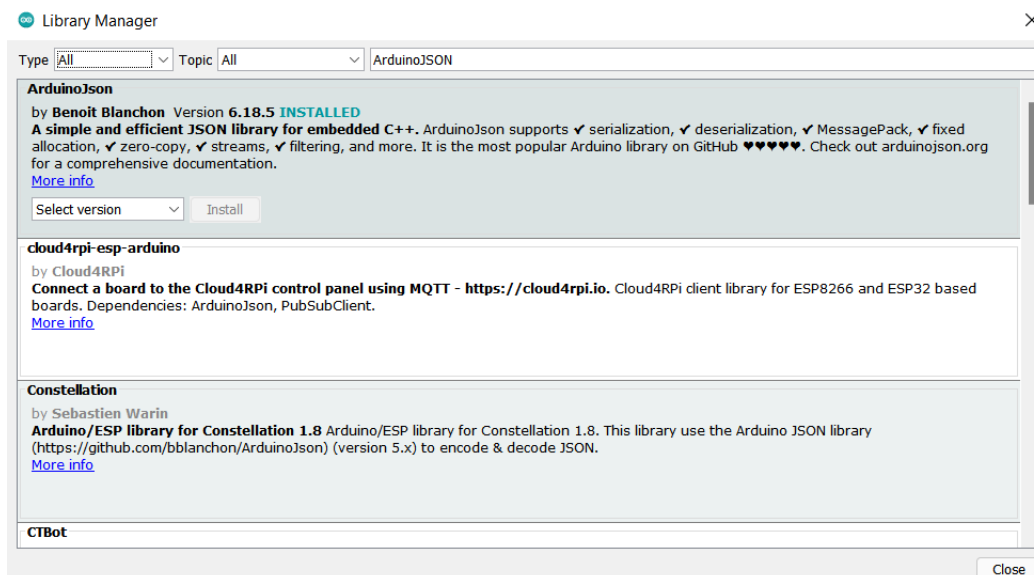 Library Manager
Type All Topic All ArduinoJSON
ArduinoJson
by Benoit Blanchon Version 6.18.5 INSTALLED
A simple and efficient JSON library for embedded C++. ArduinoJson supports ✔ serialization, ✔ deserialization, ✔ MessagePack, ✔ fixed
allocation, ✔ zero-copy, ✔ streams, ✔ filtering, and more. It is the most popular Arduino library on GitHub ♥♥♥♥♥. Check out arduinojson.org
for a comprehensive documentation.
More info
Select version Install
cloud4rpi-esp-arduino
by Cloud4RPi
Connect a board to the Cloud4RPi control panel using MQTT - https://cloud4rpi.io. Cloud4RPi client library for ESP8266 and ESP32 based
boards. Dependencies: ArduinoJson, PubSubClient.
More info
Constellation
by Sebastien Warin
Arduino/ESP library for Constellation 1.8 Arduino/ESP library for Constellation 1.8. This library use the Arduino JSON library
(https://github.com/bblanchon/ArduinoJson) (version 5.x) to encode & decode JSON.
More info
CTBot
Close